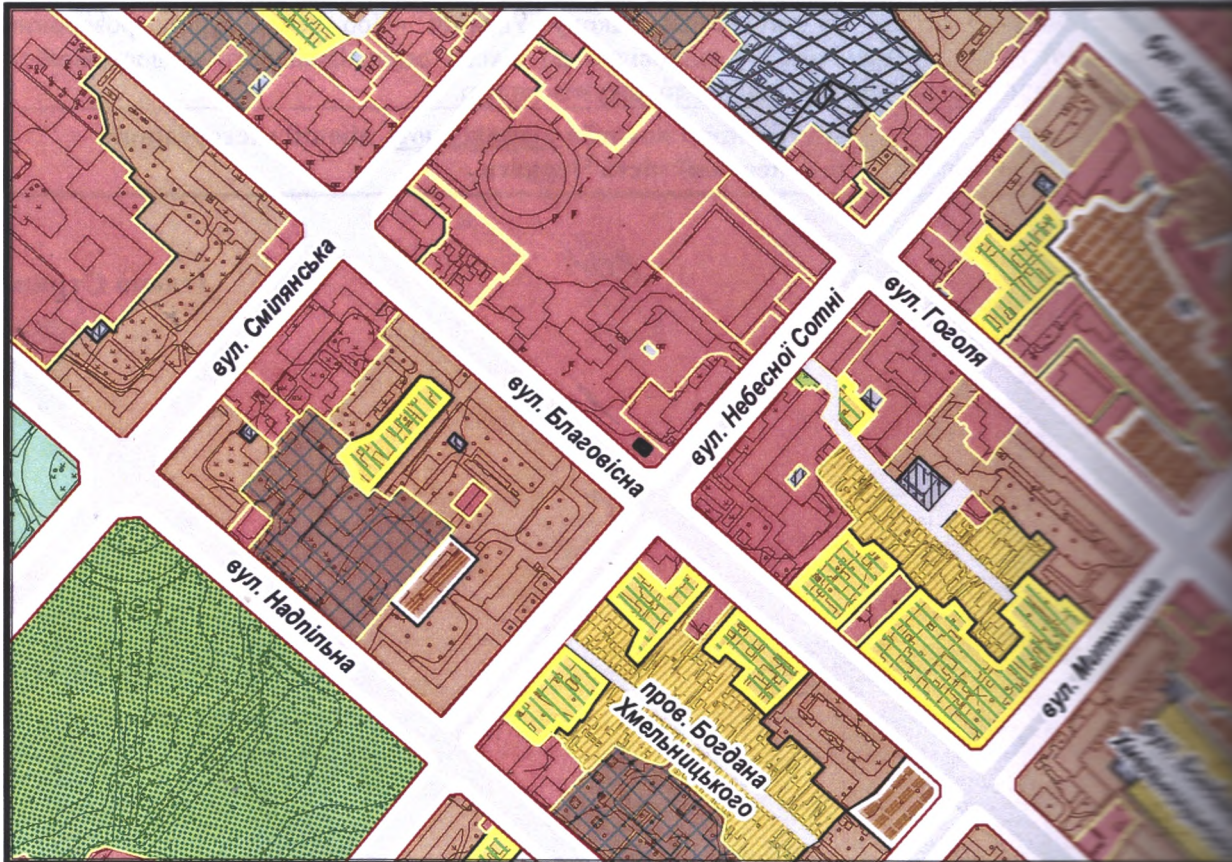 вул. Смілянська
вул. Благовісна
вул. Небесної Сотні
вул. Гоголя
вул. Надпільна
пров. Богдана
Хмельницького